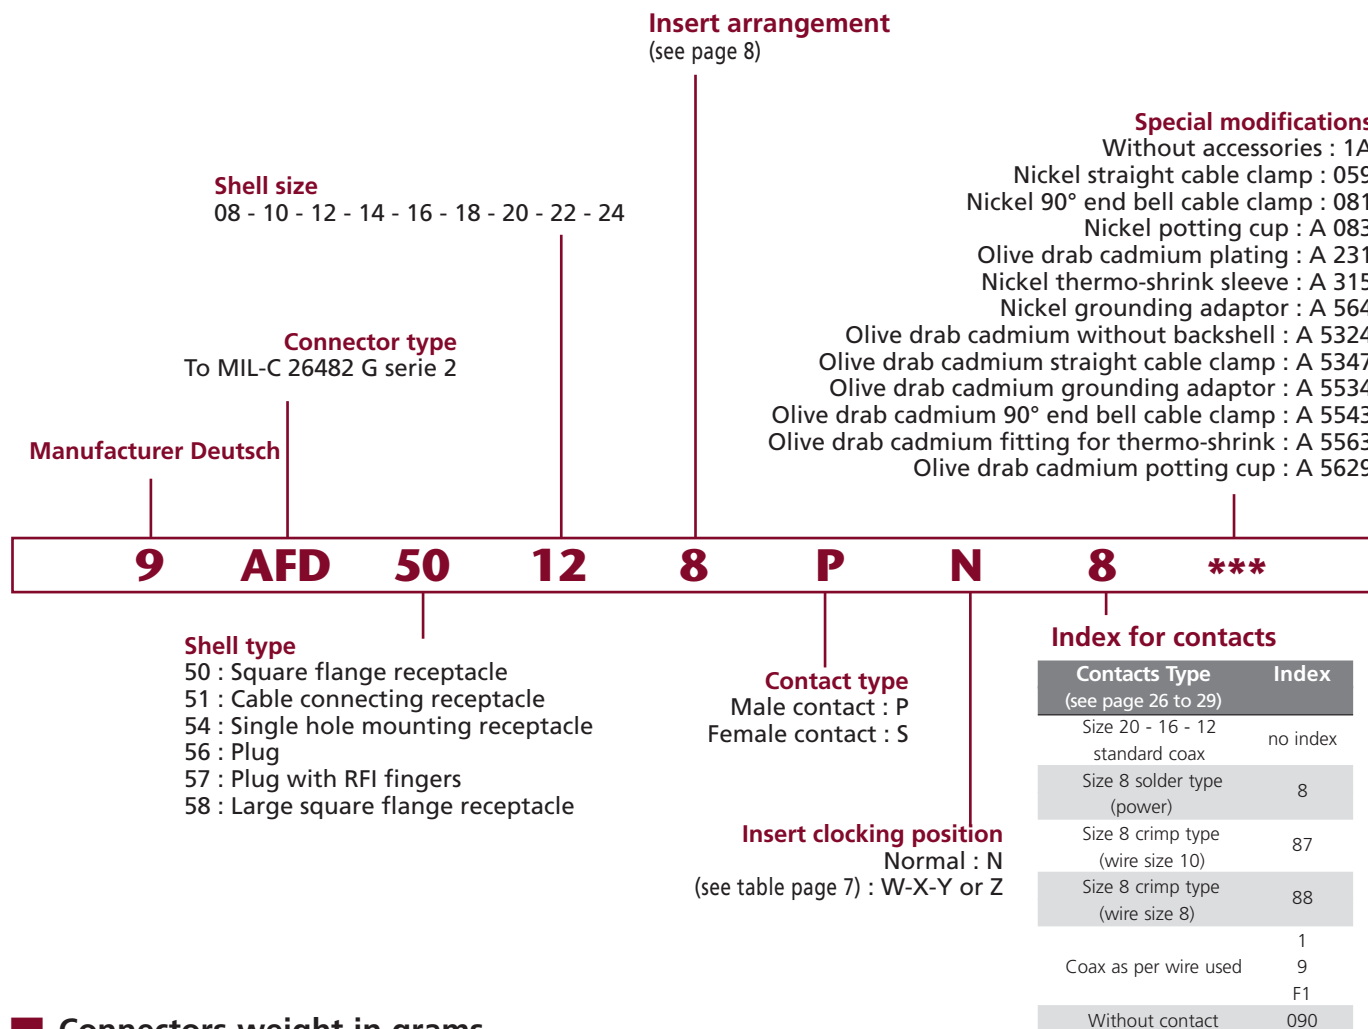 Insert arrangement
(see page 8)
Special modifications
Without accessories : 1A
Nickel straight cable clamp : 059
Nickel 90° end bell cable clamp : 081
Nickel potting cup : A 083
Olive drab cadmium plating : A 231
Nickel thermo-shrink sleeve : A 315
Nickel grounding adaptor : A 564
Olive drab cadmium without backshell : A 5324
Olive drab cadmium straight cable clamp : A 5347
Olive drab cadmium grounding adaptor : A 5534
Olive drab cadmium 90° end bell cable clamp : A 5543
Olive drab cadmium fitting for thermo-shrink : A 5563
Olive drab cadmium potting cup : A 5629
Shell size
08 - 10 - 12 - 14 - 16 - 18 - 20 - 22 - 24
Connector type
To MIL-C 26482 G serie 2
Manufacturer Deutsch
9 AFD 50 12 8 P N 8 ***
Shell type
50 : Square flange receptacle
51 : Cable connecting receptacle
54 : Single hole mounting receptacle
56 : Plug
57 : Plug with RFI fingers
58 : Large square flange receptacle
Contact type
Male contact : P
Female contact : S
Insert clocking position
Normal : N
(see table page 7) : W-X-Y or Z
Index for contacts
Contacts Type Index
(see page 26 to 29)
Size 20 - 16 - 12
standard coax no index
Size 8 solder type
(power) 8
Size 8 crimp type
(wire size 10) 87
Size 8 crimp type
(wire size 8) 88
1
Coax as per wire used 9
F1
Without contact 090
Connectors weight in grams